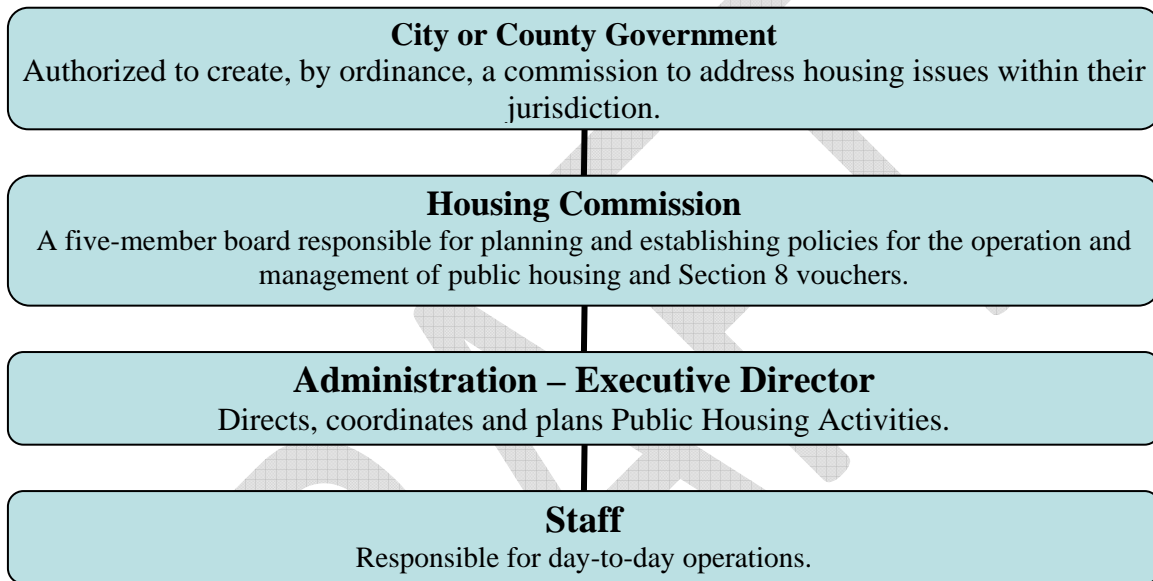 City or County Government
Authorized to create, by ordinance, a commission to address housing issues within their
jurisdiction.
Housing Commission
A five-member board responsible for planning and establishing policies for the operation and
management of public housing and Section 8 vouchers.
Administration – Executive Director
Directs, coordinates and plans Public Housing Activities.
Staff
Responsible for day-to-day operations.